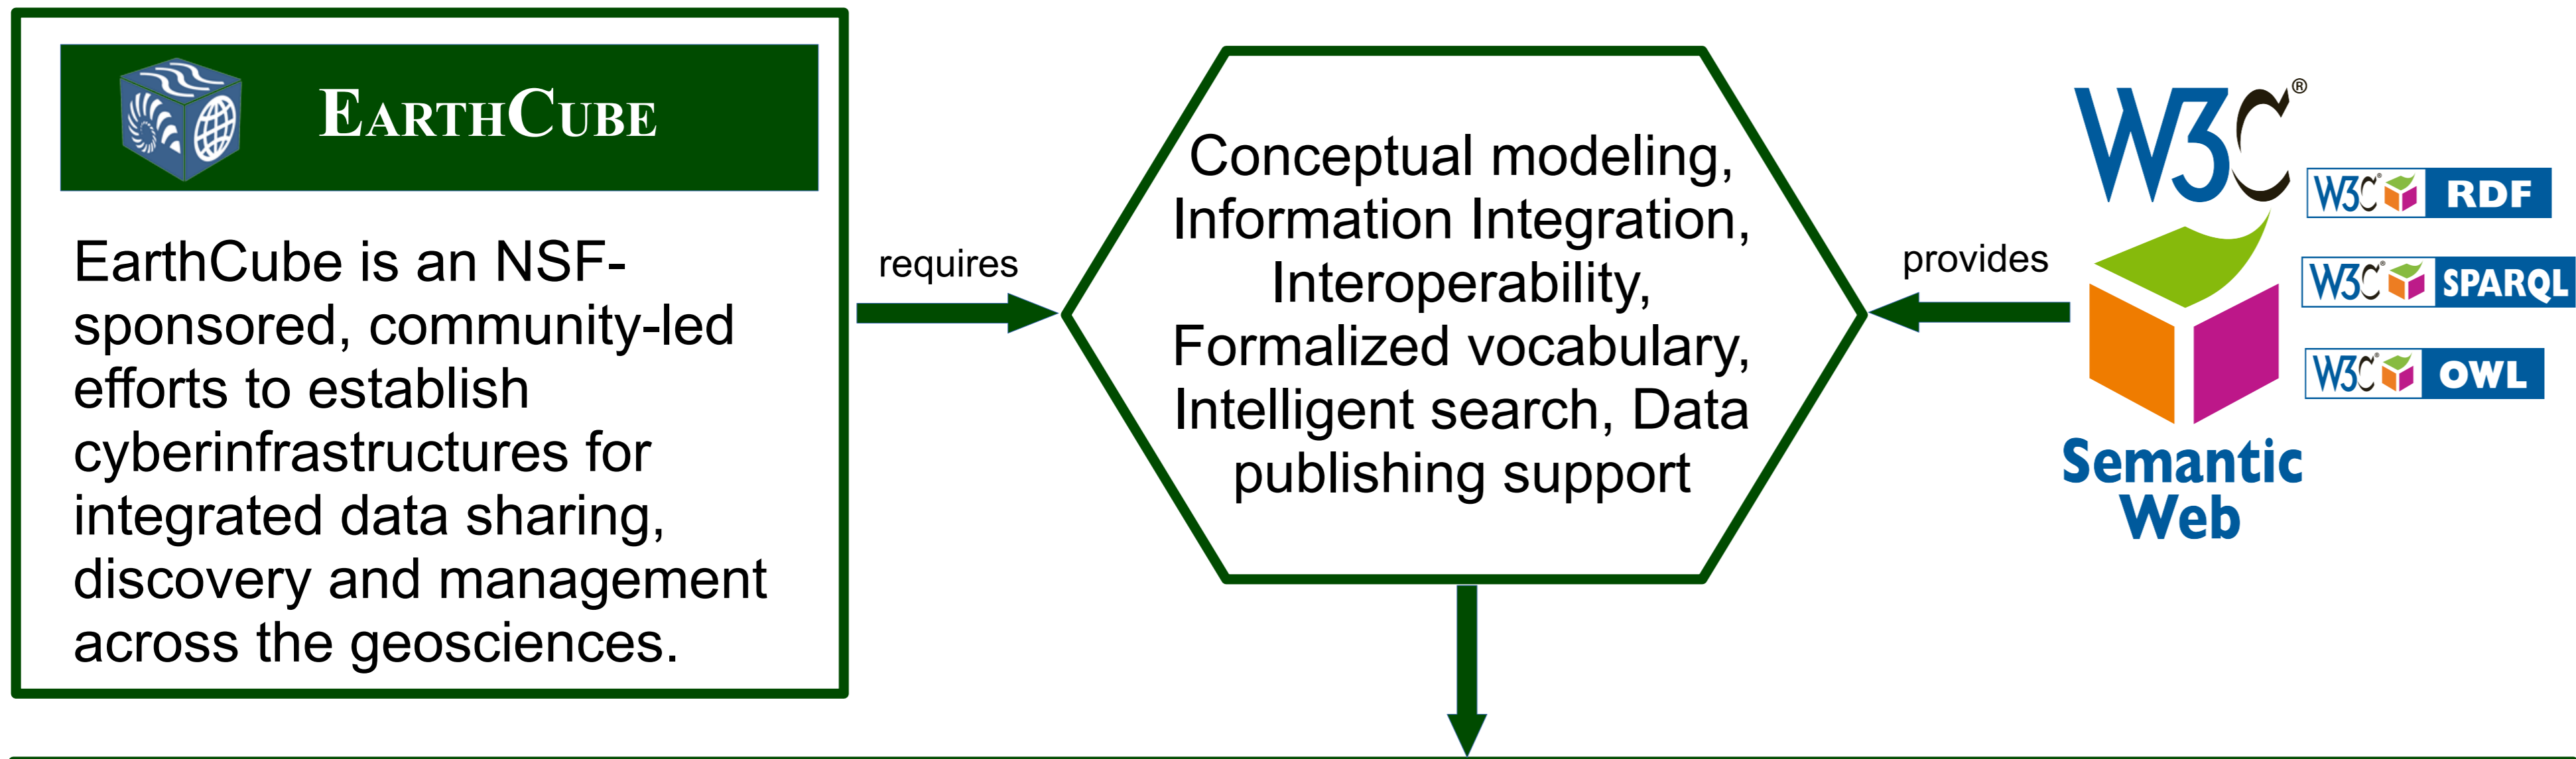 EARTHCUBE
EarthCube is an NSF-
sponsored, community-led
efforts to establish
cyberinfrastructures for
integrated data sharing,
discovery and management
across the geosciences.
requires
Conceptual modeling,
Information Integration,
Interoperability,
Formalized vocabulary,
Intelligent search, Data
publishing support
provides
W3C®
Semantic
Web
W3C® RDF
W3C® SPARQL
W3C® OWL